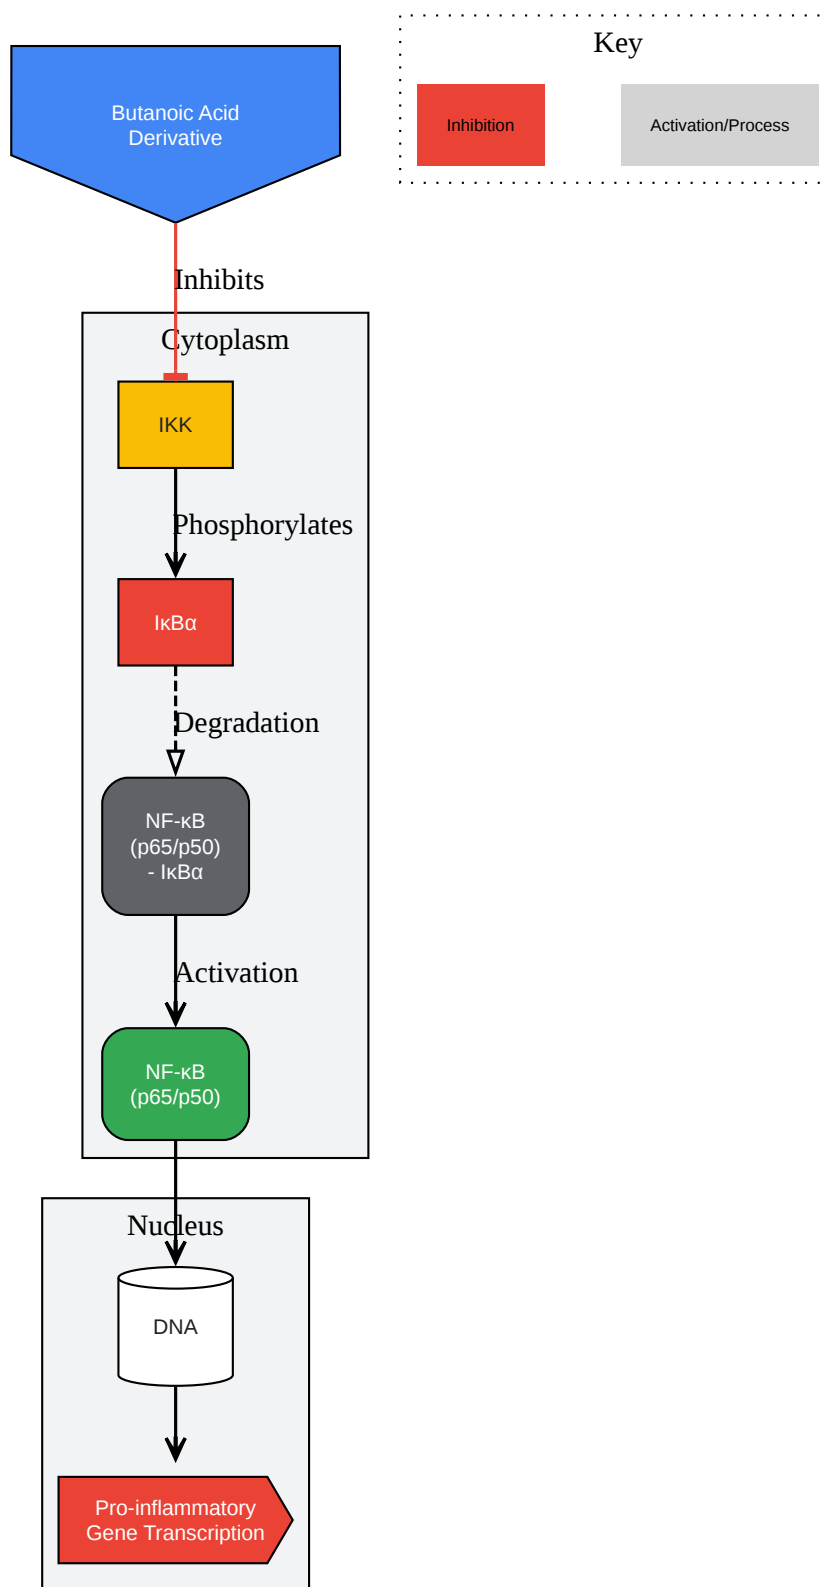 Butanoic Acid
Derivative
Key
Inhibition
Activation/Process
Inhibits
Cytoplasm
IKK
Phosphorylates
IκBα
Degradation
NF-κB
(p65/p50)
- IκBα
Activation
NF-κB
(p65/p50)
Nucleus
DNA
Pro-inflammatory
Gene Transcription